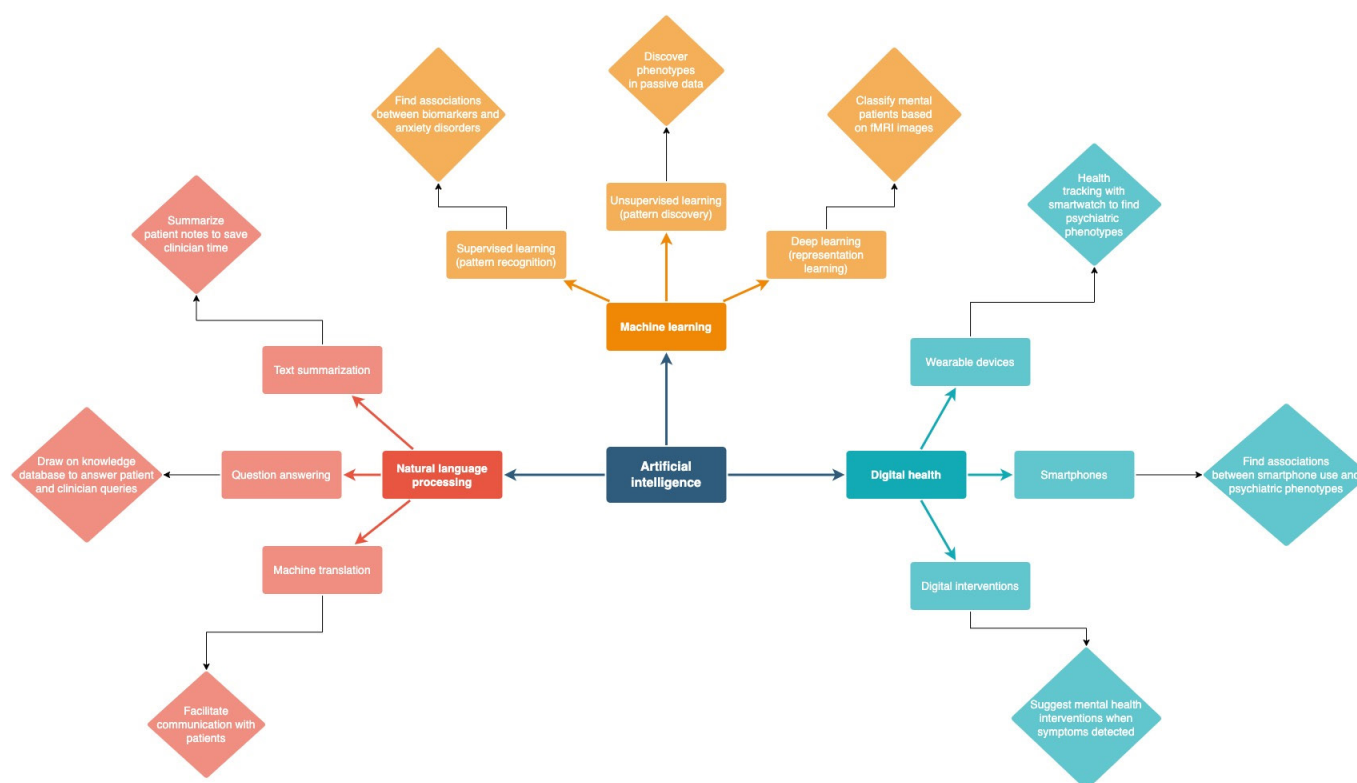 Discover
phenotypes
in passive data
Find associations
between biomarkers and
anxiety disorders
Classify mental
patients based
on fMRI images
Health
tracking with
smartwatch to find
psychiatric
phenotypes
Unsupervised learning
(pattern discovery)
Summarize
patient notes to save
clinician time
Supervised learning
(pattern recognition)
Deep learning
(representation
learning)
Machine learning
Text summarization
Wearable devices
Draw on knowledge
database to answer patient
and clinician queries
Question answering
Natural language
processing
Artificial
intelligence
Digital health
Smartphones
Find associations
between smartphone use and
psychiatric phenotypes
Machine translation
Digital interventions
Facilitate
communication with
patients
Suggest mental health
interventions when
symptoms detected